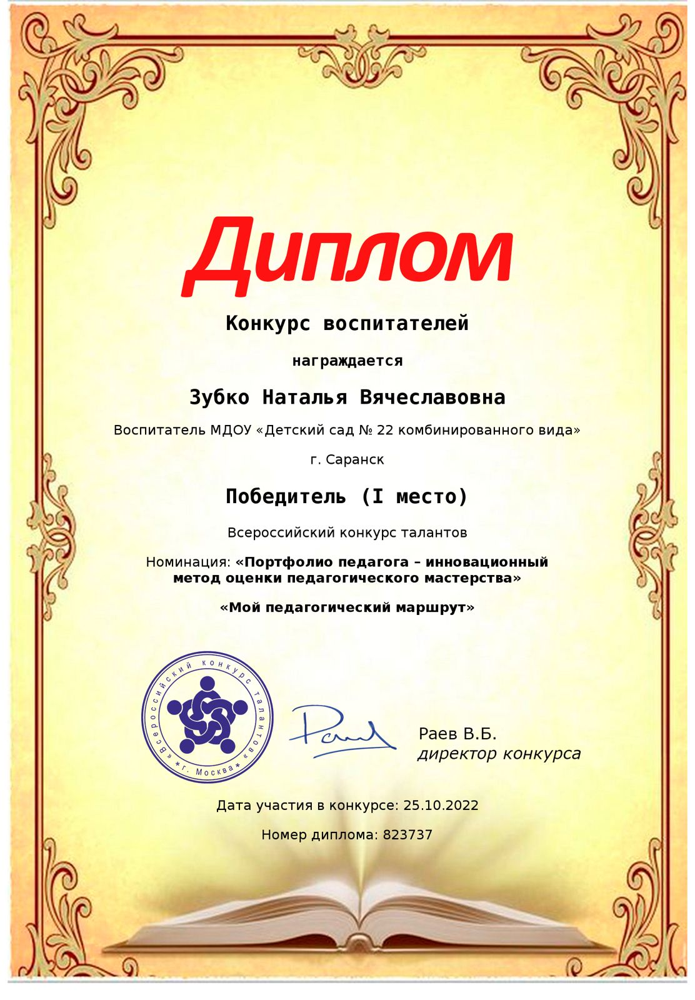 Диплом
Конкурс воспитателей
награждается
Зубко Наталья Вячеславовна
Воспитатель МДОУ «Детский сад № 22 комбинированного вида»
г. Саранск
Победитель (I место)
Всероссийский конкурс талантов
Номинация: «Портфолио педагога – инновационный
метод оценки педагогического мастерства»
«Мой педагогический маршрут»
«Всероссийский конкурс талантов»
* г. Москва *
Раев В.Б.
директор конкурса
Дата участия в конкурсе: 25.10.2022
Номер диплома: 823737